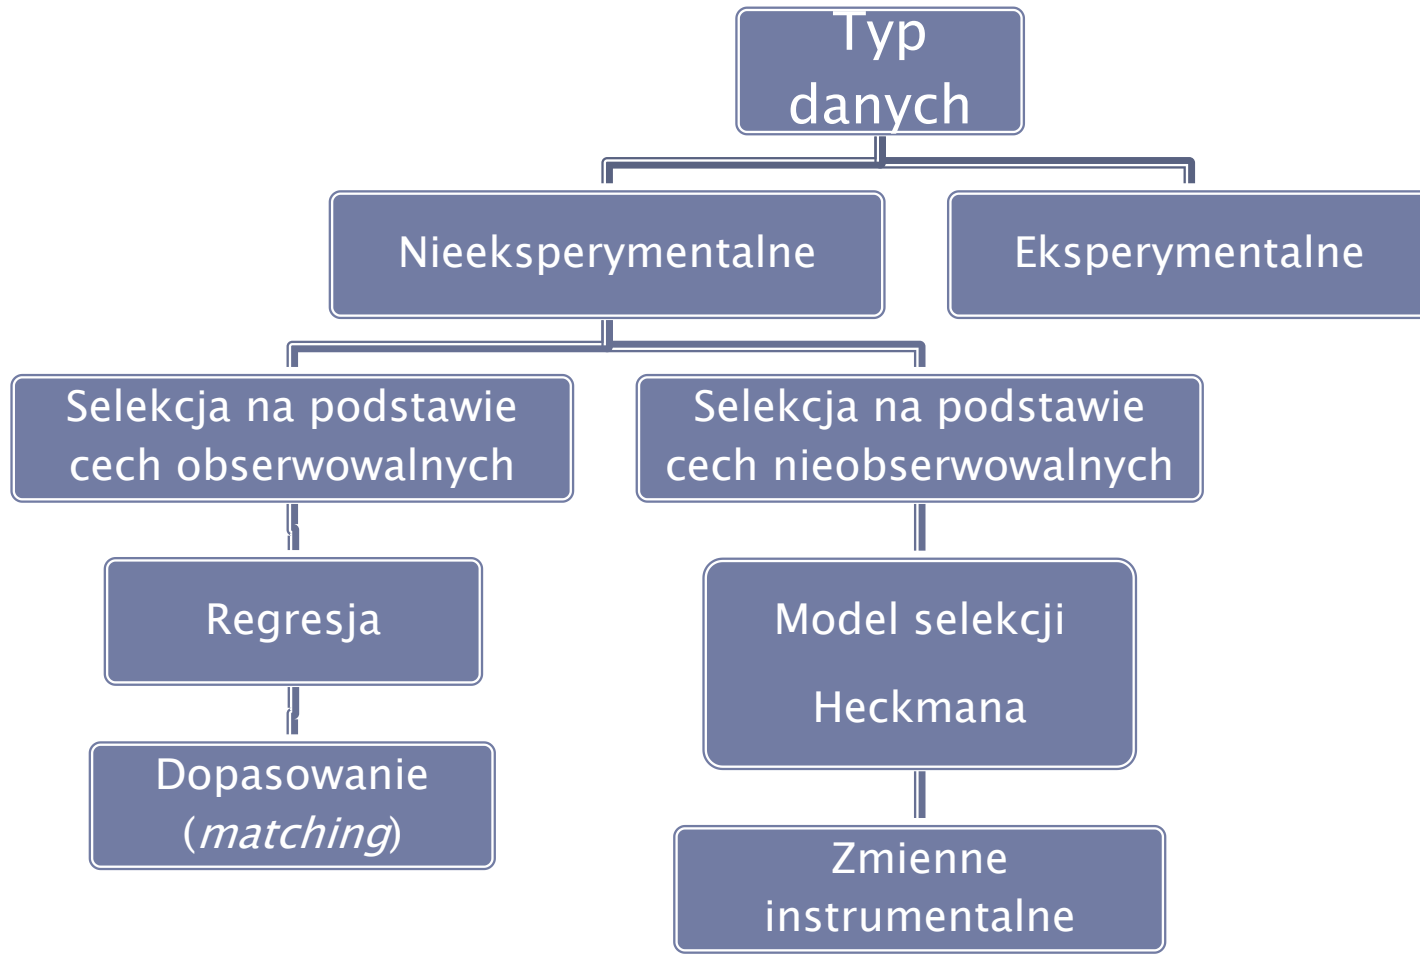 Typ
danych
Nieeksperymentalne
Eksperymentalne
Selekcja na podstawie
cech obserwowalnych
Selekcja na podstawie
cech nieobserwowalnych
Regresja
Model selekcji
Heckmana
Dopasowanie
(matching)
Zmienne
instrumentalne